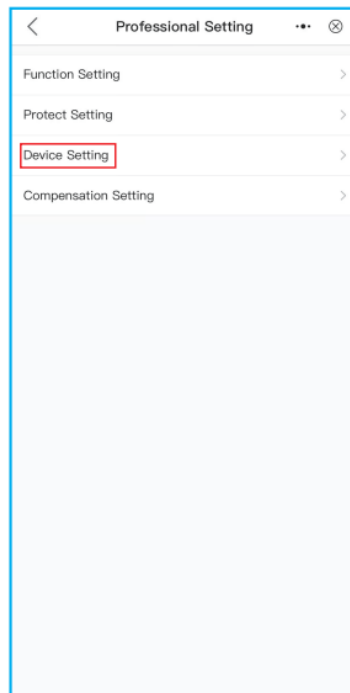 Professional Setting
Function Setting
Protect Setting
Device Setting
Compensation Setting